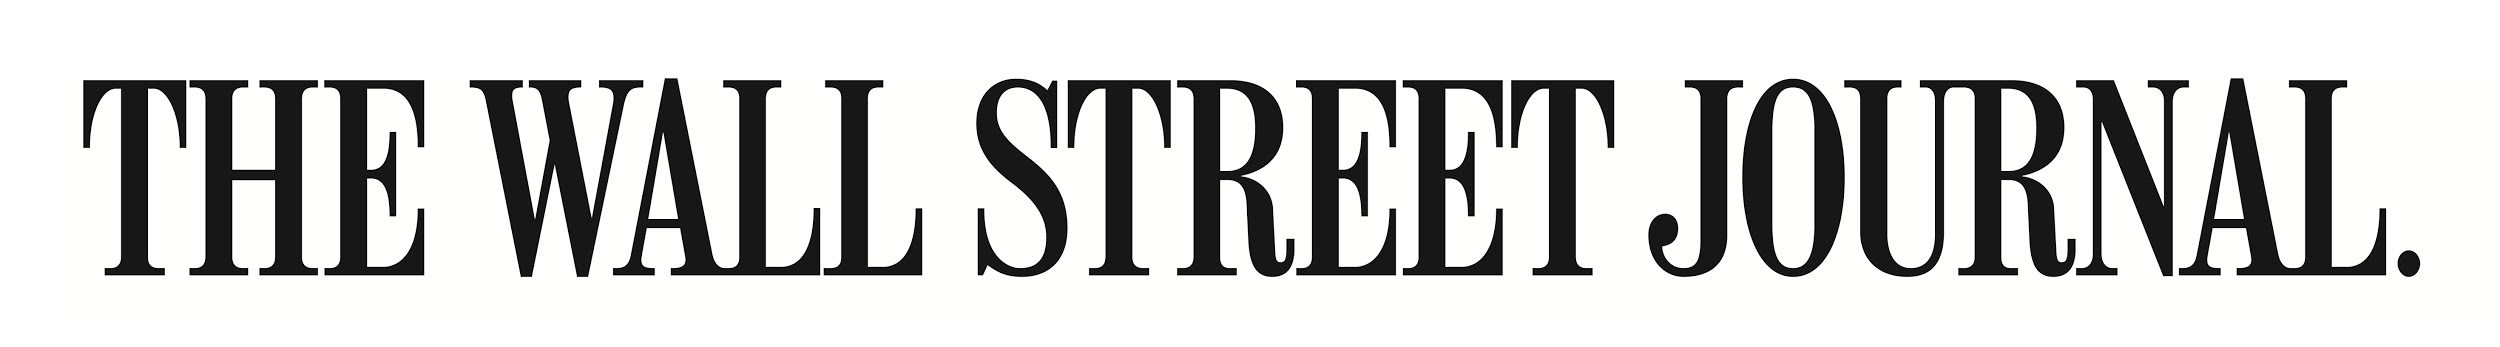 THE WALL STREET JOURNAL.